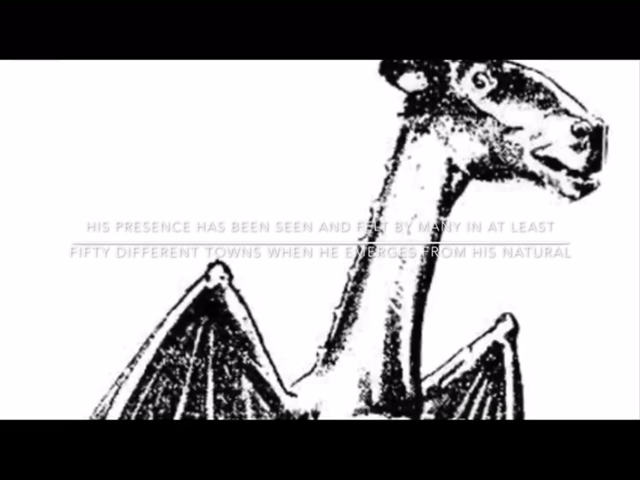 HIS PRESENCE HAS BEEN SEEN AND FELT BY MANY IN AT LEAST
FIFTY DIFFERENT TOWNS WHEN HE EMERGES FROM HIS NATURAL